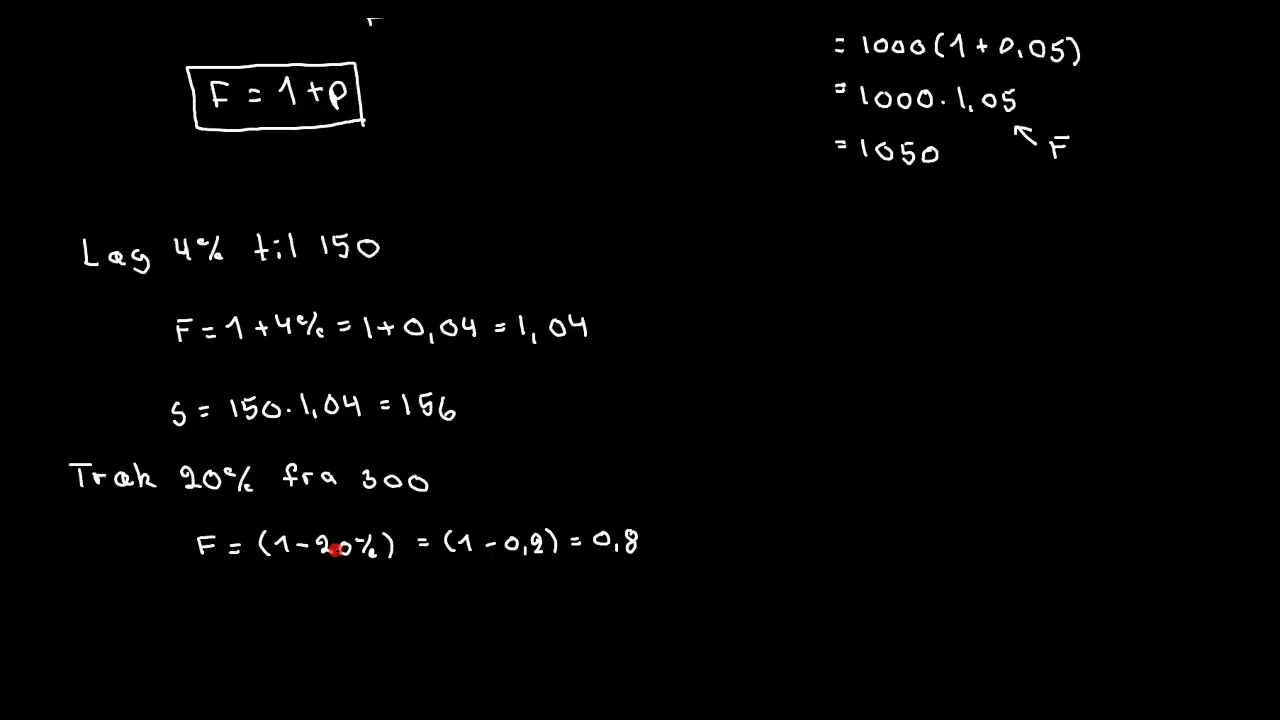 F = 1+p
= 1000(1 + 0,05)
= 1000 · 1,05
F
= 1050
Lag 4% til 150
F = 1 + 4% = 1 + 0,04 = 1,04
S = 150 · 1,04 = 156
Træk 20% fra 300
F = (1 - 20%) = (1 - 0,2) = 0,8